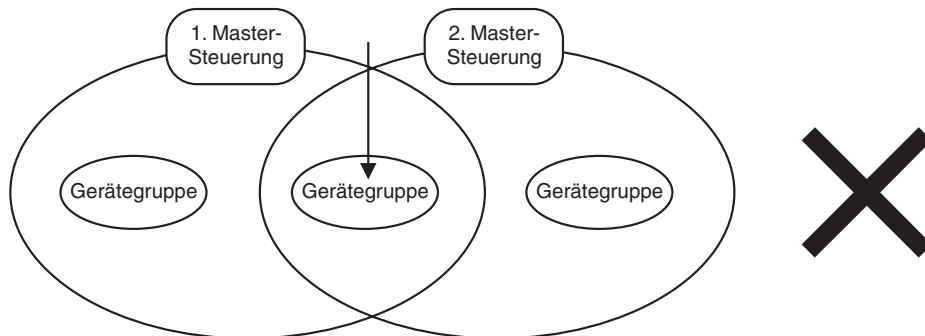 1. Master-
Steuerung
2. Master-
Steuerung
Gerätegruppe
Gerätegruppe
Gerätegruppe